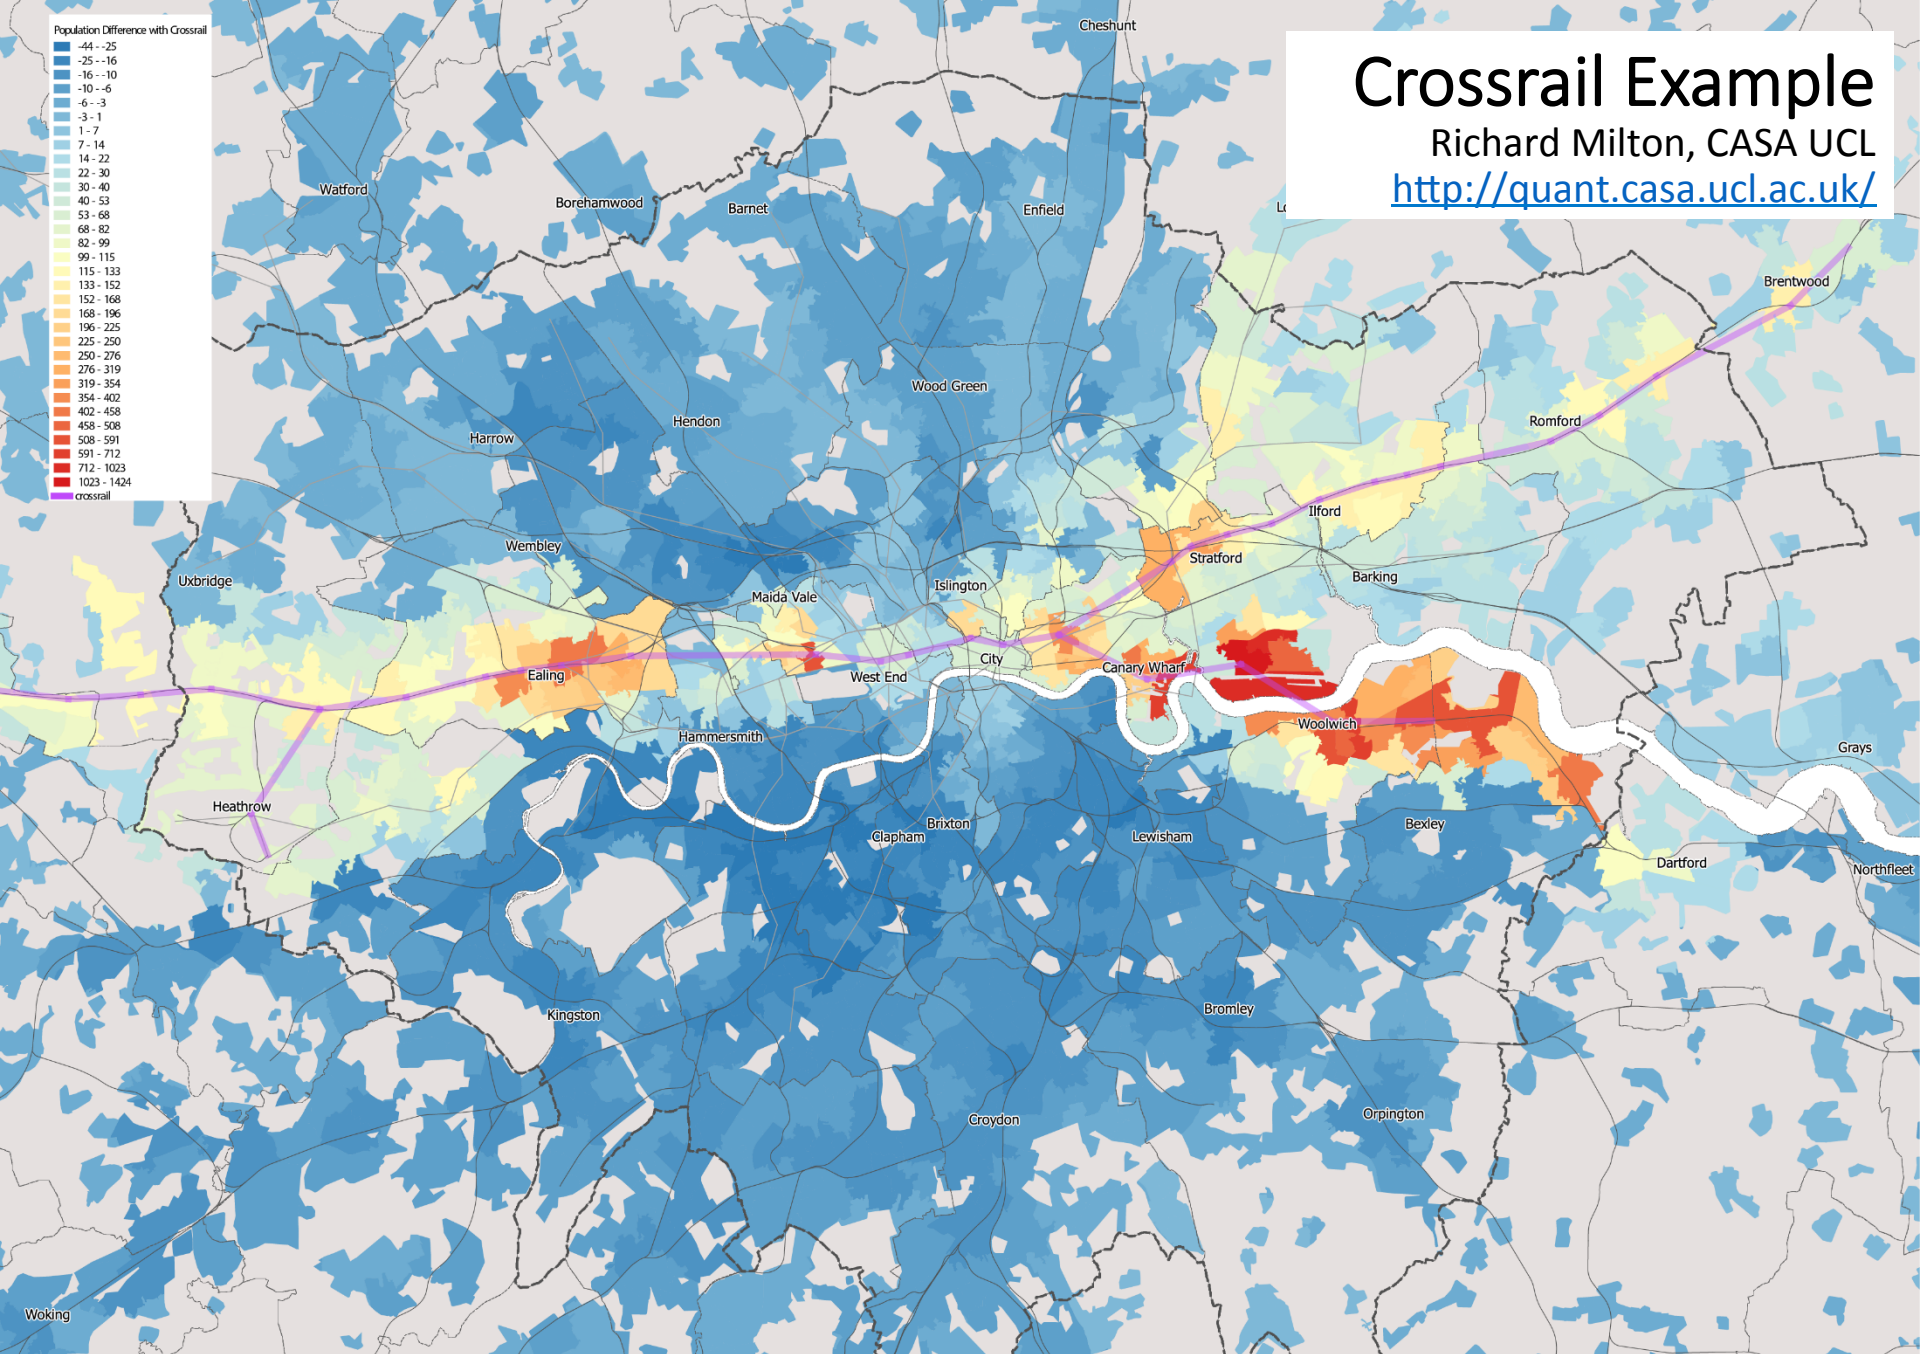 Population Difference with Crossrail
-44 - -25
-25 - -16
-16 - -10
-10 - -6
-6 - -3
-3 - 1
1 - 7
7 - 14
14 - 22
22 - 30
30 - 40
40 - 53
53 - 68
68 - 82
82 - 99
99 - 115
115 - 133
133 - 152
152 - 168
168 - 196
196 - 225
225 - 250
250 - 276
276 - 319
319 - 354
354 - 402
402 - 458
458 - 508
508 - 591
591 - 712
712 - 1023
1023 - 1424
crossrail
Crossrail Example
Richard Milton, CASA UCL
http://quant.casa.ucl.ac.uk/
Cheshunt
Watford
Borehamwood
Barnet
Enfield
Brentwood
Wood Green
Hendon
Harrow
Romford
Ilford
Wembley
Stratford
Uxbridge
Islington
Barking
Maida Vale
City
Canary Wharf
Ealing
West End
Woolwich
Hammersmith
Grays
Heathrow
Brixton
Clapham
Lewisham
Bexley
Dartford
Northfleet
Bromley
Kingston
Orpington
Croydon
Woking